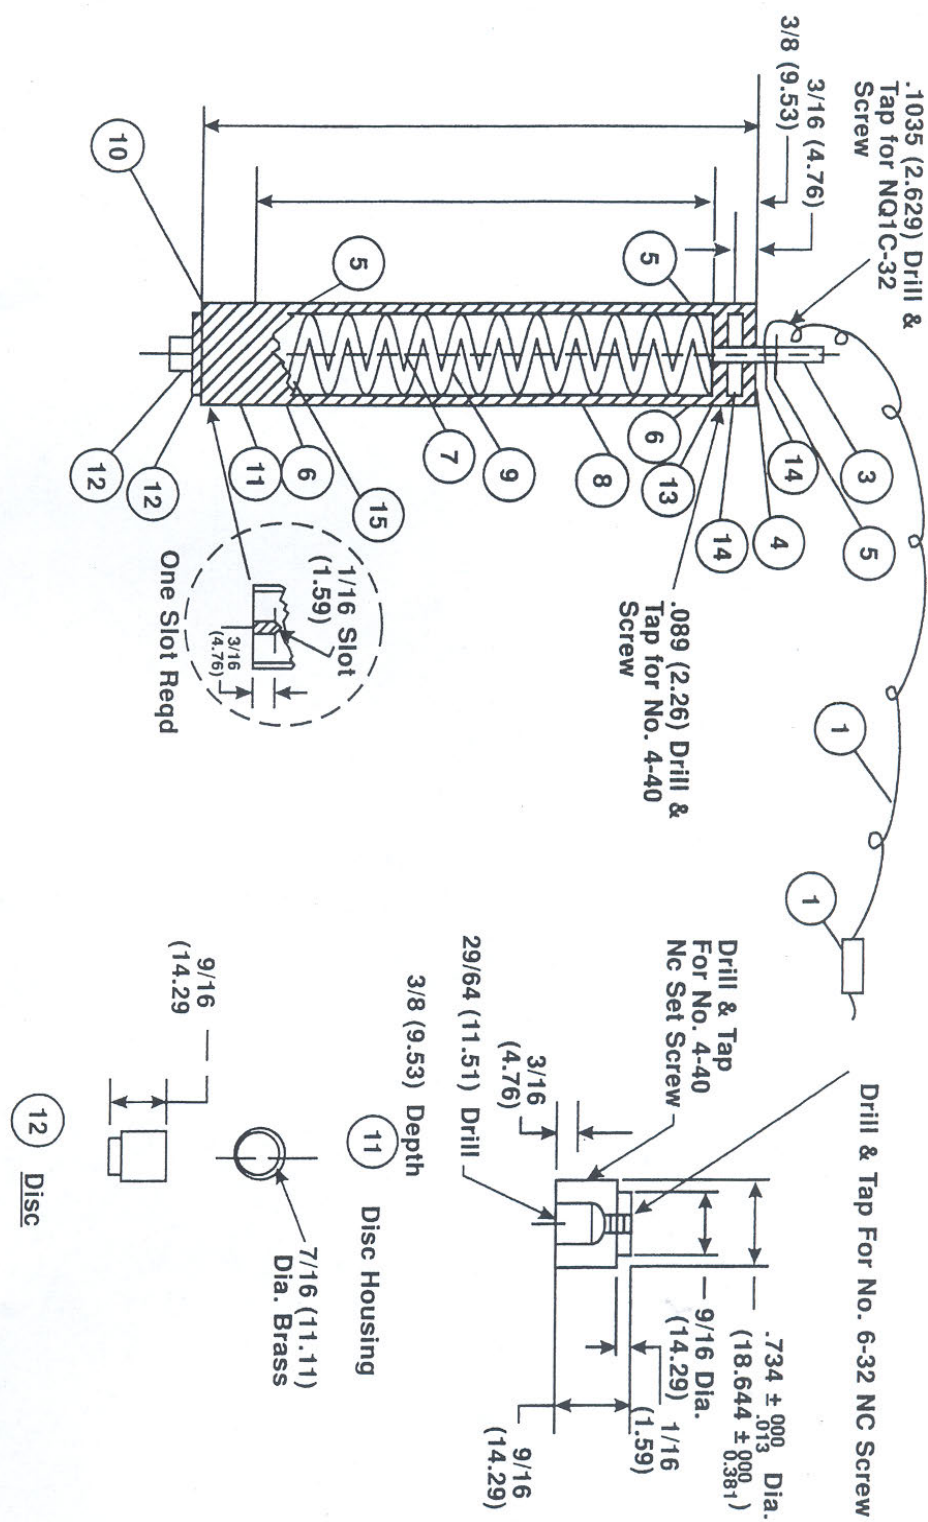 .1035 (2.629) Drill &
Tap for NQ1C-32
Screw
3/16 (4.76)
3/8 (9.53)
10
5
5
3
14
5
4
14
13
6
8
9
7
15
6
11
12
12
1/16 Slot
(1.59)
3/16
(4.76)
One Slot Reqd
.089 (2.26) Drill &
Tap for No. 4-40
Screw
1
1
Drill & Tap For No. 6-32 NC Screw
Drill & Tap
For No. 4-40
Nc Set Screw
.734 ± 000 .013 Dia.
(18.644 ± 000 0.381)
9/16 Dia.
(14.29)
1/16
(1.59)
9/16
(14.29)
3/16
(4.76)
29/64 (11.51) Drill
3/8 (9.53) Depth
11 Disc Housing
7/16 (11.11)
Dia. Brass
9/16
(14.29
12 Disc